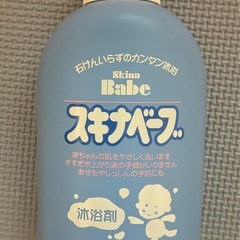 石けんいらずのカンタン沐浴
Skina
Babe
スキナベーブ
赤ちゃんの肌をやさしく洗います
すすぎや上がり湯の手間がいりません
あせもやしっしんの予防にも
沐浴剤